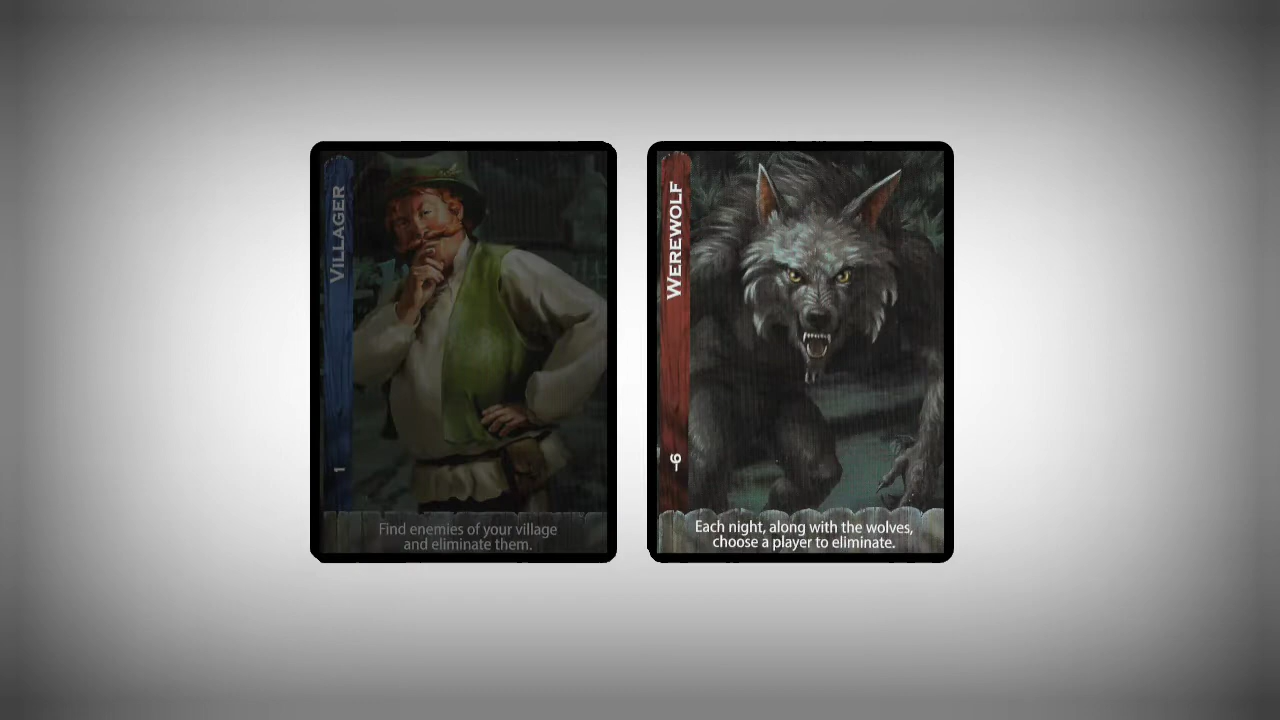 VILLAGER
1
Find enemies of your village
and eliminate them.
WEREWOLF
-6
Each night, along with the wolves,
choose a player to eliminate.